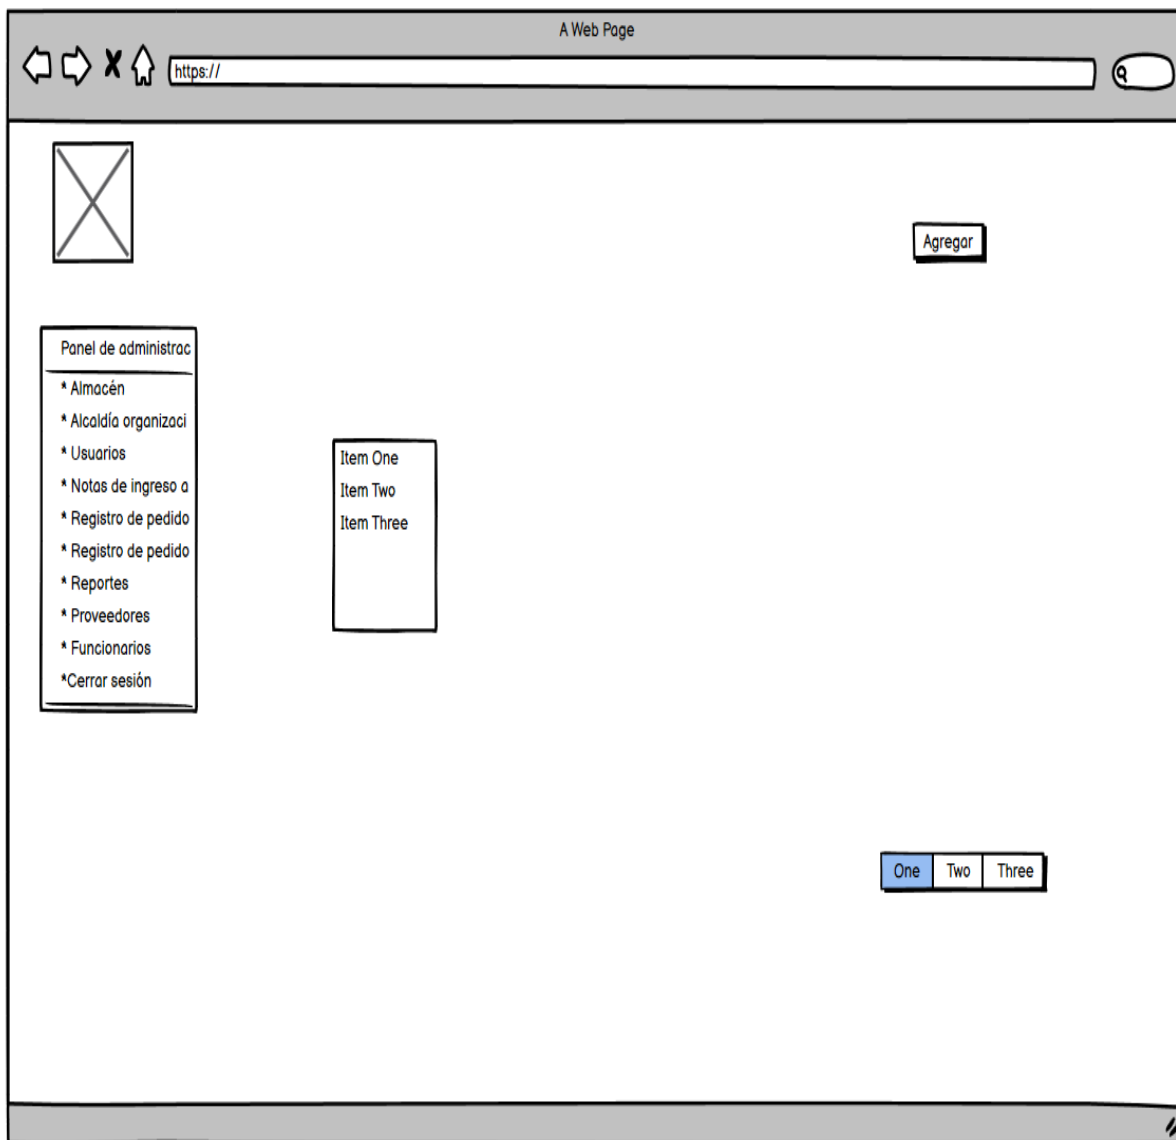 A Web Page
https://
Agregar
Panel de administrac
* Almacén
* Alcaldía organizaci
* Usuarios
* Notas de ingreso a
* Registro de pedido
* Registro de pedido
* Reportes
* Proveedores
* Funcionarios
*Cerrar sesión
Item One
Item Two
Item Three
One Two Three